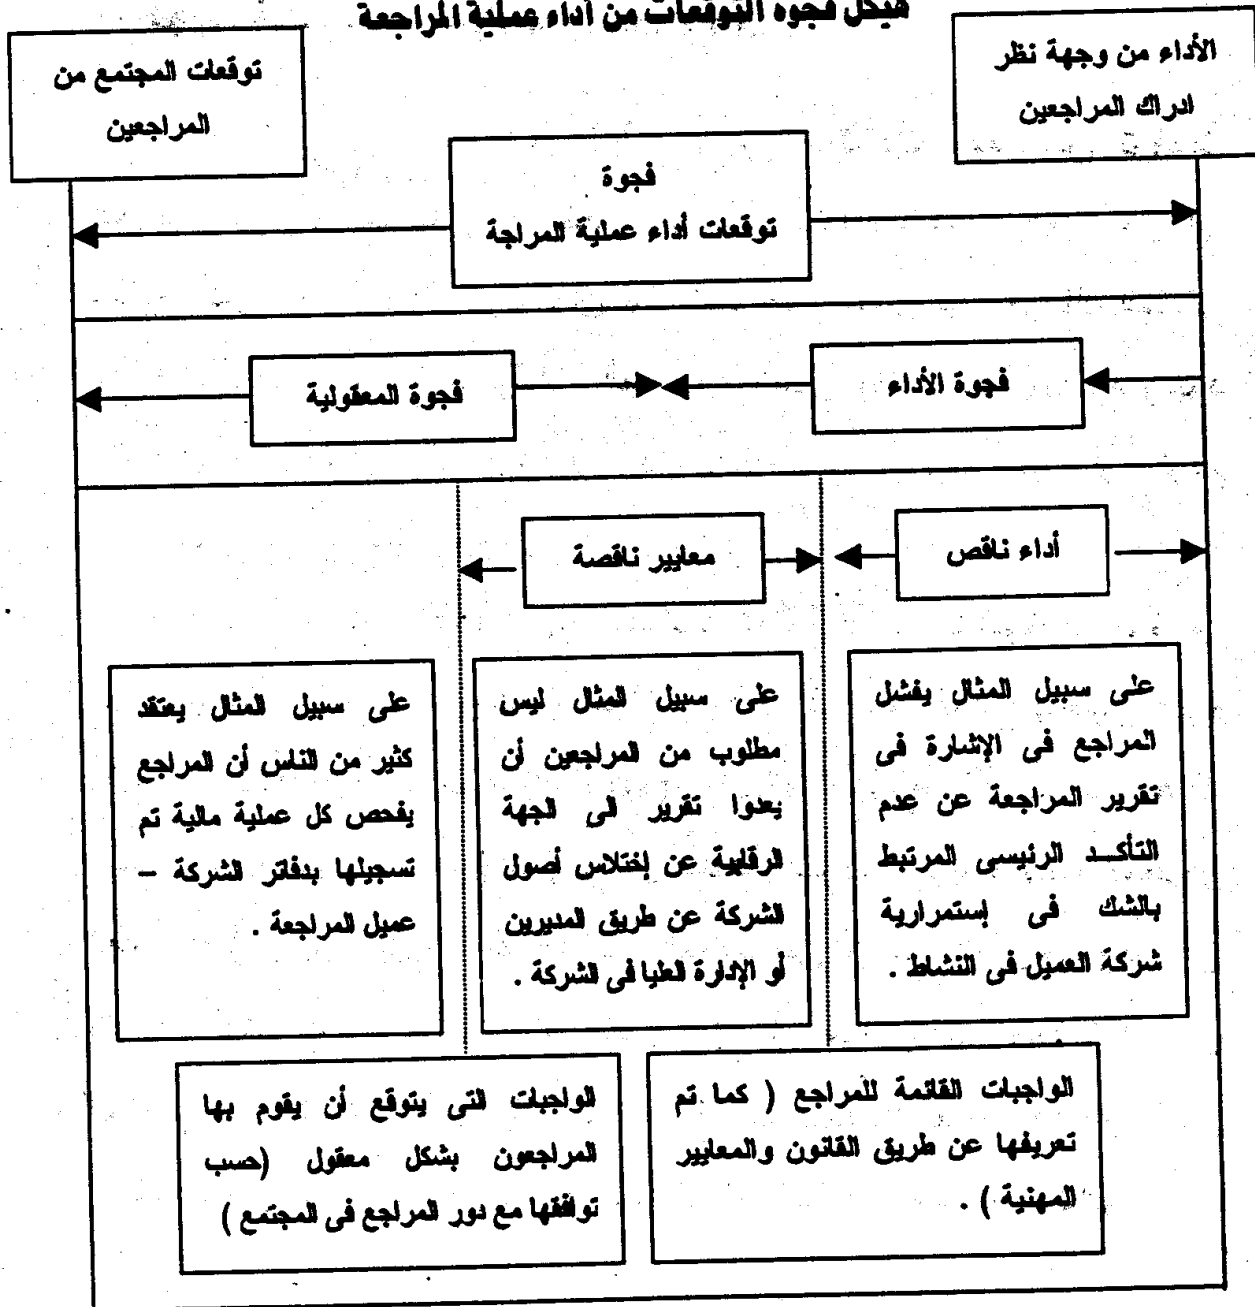 هيكل فجوة التوقعات من أداء عملية المراجعة
الأداء من وجهة نظر
ادراك المراجعين
توقعات المجتمع من
المراجعين
فجوة
توقعات أداء عملية المراجة
فجوة الأداء
فجوة المعقولية
أداء ناقص
معايير ناقصة
على سبيل المثال يفشل
المراجع فى الإشارة فى
تقرير المراجعة عن عدم
التأكد الرئيسى المرتبط
بالشك فى إستمرارية
شركة العميل فى النشاط .
على سبيل المثال ليس
مطلوب من المراجعين أن
يعدوا تقرير الى الجهة
الرقابية عن إختلاس أصول
الشركة عن طريق المديرين
أو الإدارة العليا فى الشركة .
على سبيل المثال يعتقد
كثير من الناس أن المراجع
يفحص كل عملية مالية تم
تسجيلها بدفاتر الشركة –
عميل المراجعة .
الواجبات القائمة للمراجع ( كما تم
تعريفها عن طريق القانون والمعايير
المهنية ) .
الواجبات التى يتوقع أن يقوم بها
المراجعون بشكل معقول (حسب
توافقها مع دور المراجع فى المجتمع )